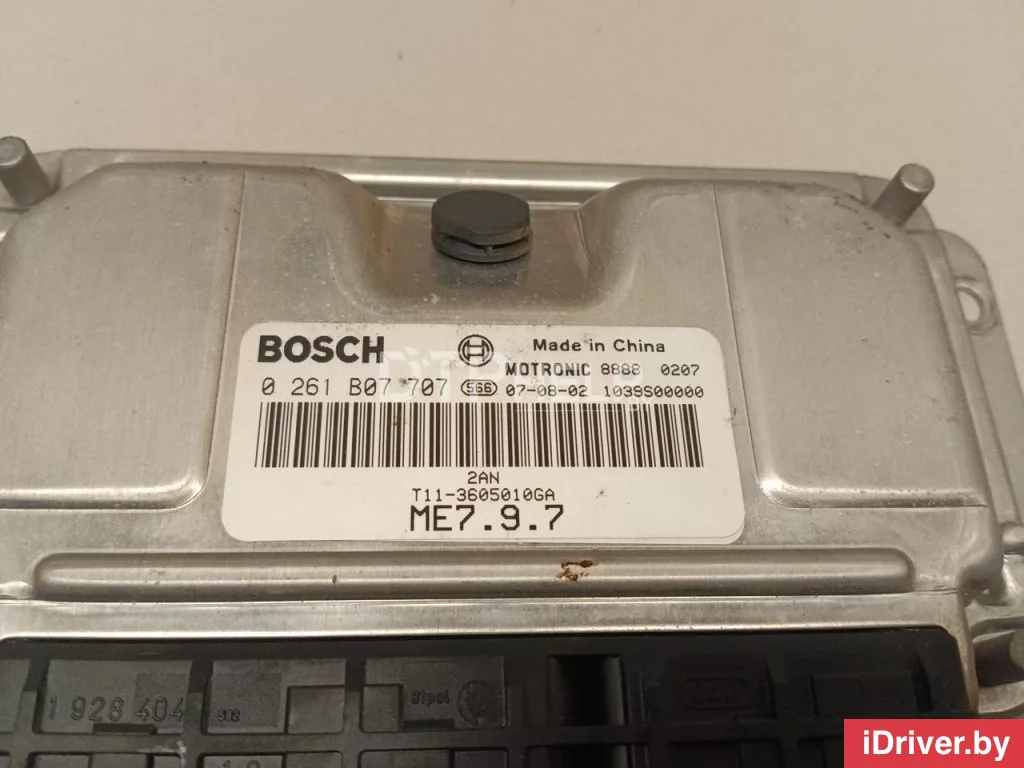 BOSCH Made in China
MOTRONIC 8888 0207
0 261 B07 707 S66 07-08-02 1039S00000
2AN
T11-3605010GA
ME7.9.7
1 928 404
iDriver.by